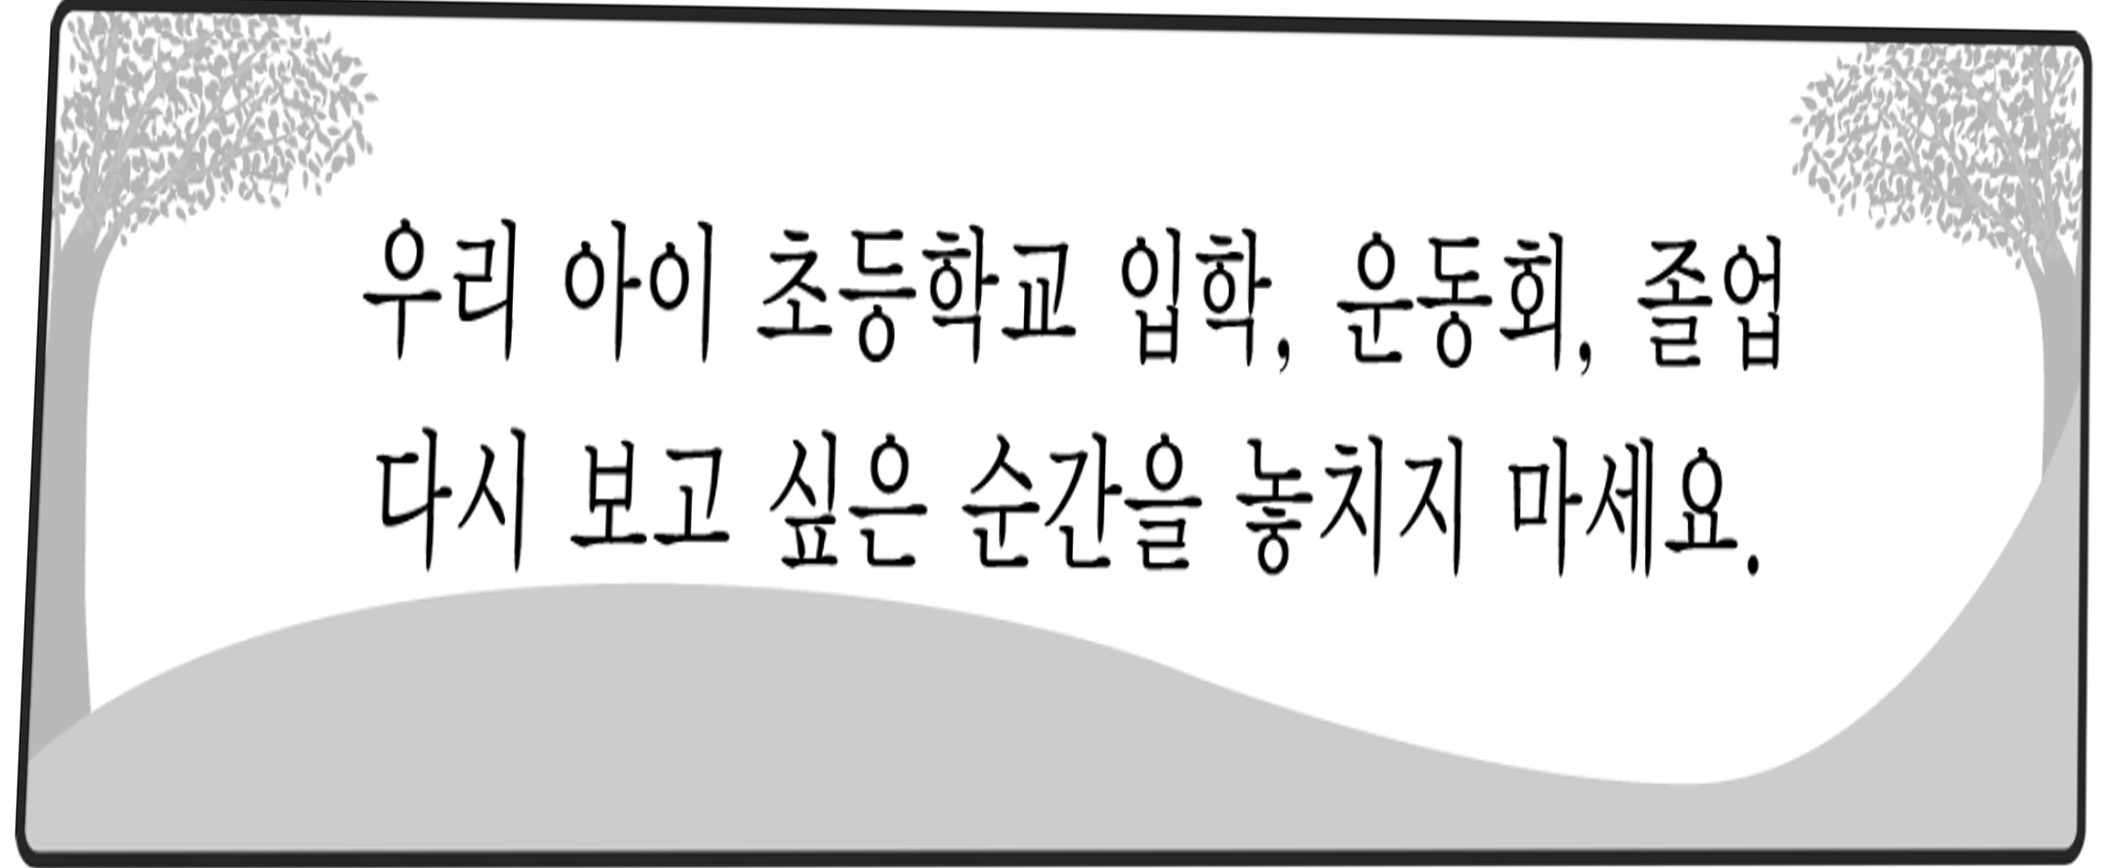 우리 아이 초등학교 입학, 운동회, 졸업
다시 보고 싶은 순간을 놓치지 마세요.